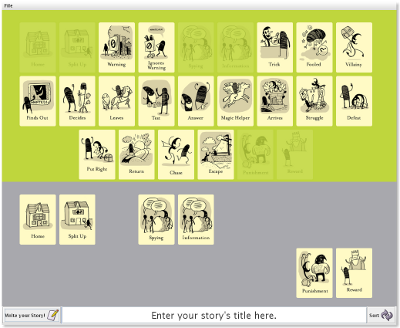 File
Home
Split Up
Warning
Ignores
Warning
Spying
Information
Trick
Fooled
Villainy
Finds Out
Decides
Leaves
Test
Answer
Magic Helper
Arrives
Struggle
Defeat
Put Right
Return
Chase
Escape
Punishment
Reward
Home
Split Up
Spying
Information
Punishment
Reward
Write your Story!
Enter your story's title here.
Sort